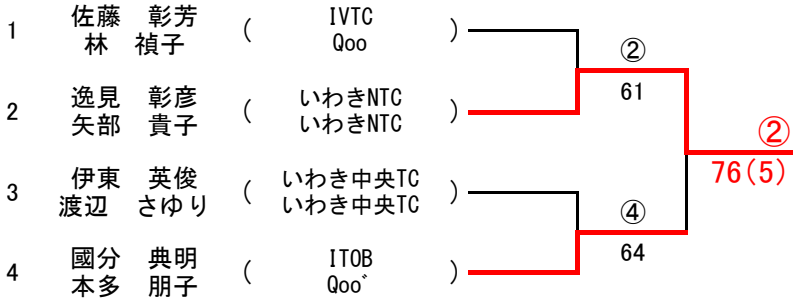 1 佐藤 彰芳 ( IVTC )
林 禎子 Qoo
②
61
2 逸見 彰彦 ( いわきNTC )
矢部 貴子 いわきNTC
②
76(5)
3 伊東 英俊 ( いわき中央TC )
渡辺 さゆり いわき中央TC
④
64
4 國分 典明 ( ITOB )
本多 朋子 Qoo゛